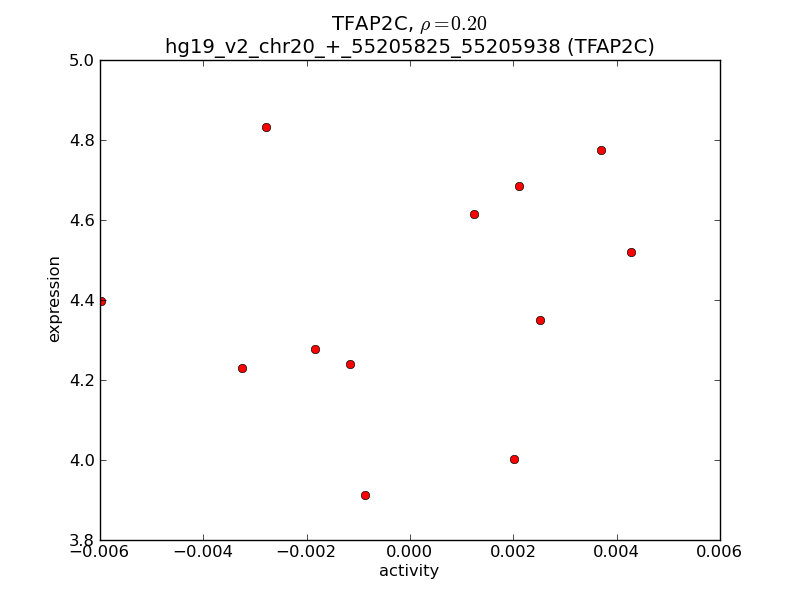 TFAP2C, ρ=0.20
hg19_v2_chr20_+_55205825_55205938 (TFAP2C)
5.0
4.8
4.6
4.4
4.2
4.0
3.8
expression
−0.006 −0.004 −0.002 0.000 0.002 0.004 0.006
activity